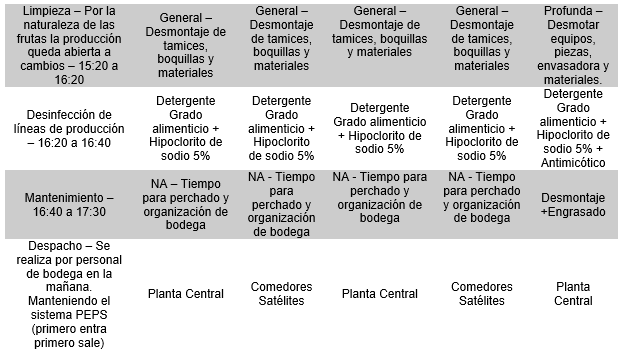 Limpieza – Por la
naturaleza de las
frutas la producción
queda abierta a
cambios – 15:20 a
16:20
General –
Desmontaje de
tamices,
boquillas y
materiales
General –
Desmontaje
de tamices,
boquillas y
materiales
General –
Desmontaje de
tamices, boquillas
y materiales
General –
Desmontaje
de tamices,
boquillas y
materiales
Profunda –
Desmotar
equipos,
piezas,
envasadora y
materiales.
Desinfección de
líneas de producción
– 16:20 a 16:40
Detergente
Grado
alimenticio +
Hipoclorito de
sodio 5%
Detergente
Grado
alimenticio +
Hipoclorito
de sodio 5%
Detergente
Grado alimenticio
+ Hipoclorito de
sodio 5%
Detergente
Grado
alimenticio +
Hipoclorito
de sodio 5%
Detergente
Grado
alimenticio +
Hipoclorito de
sodio 5% +
Antimicótico
Mantenimiento –
16:40 a 17:30
NA – Tiempo
para perchado y
organización de
bodega
NA - Tiempo
para
perchado y
organización
de bodega
NA - Tiempo para
perchado y
organización de
bodega
NA - Tiempo
para perchado
y organización
de bodega
Desmontaje
+Engrasado
Despacho – Se
realiza por personal
de bodega en la
mañana.
Manteniendo el
sistema PEPS
(primero entra
primero sale)
Planta Central
Comedores
Satélites
Planta Central
Comedores
Satélites
Planta
Central